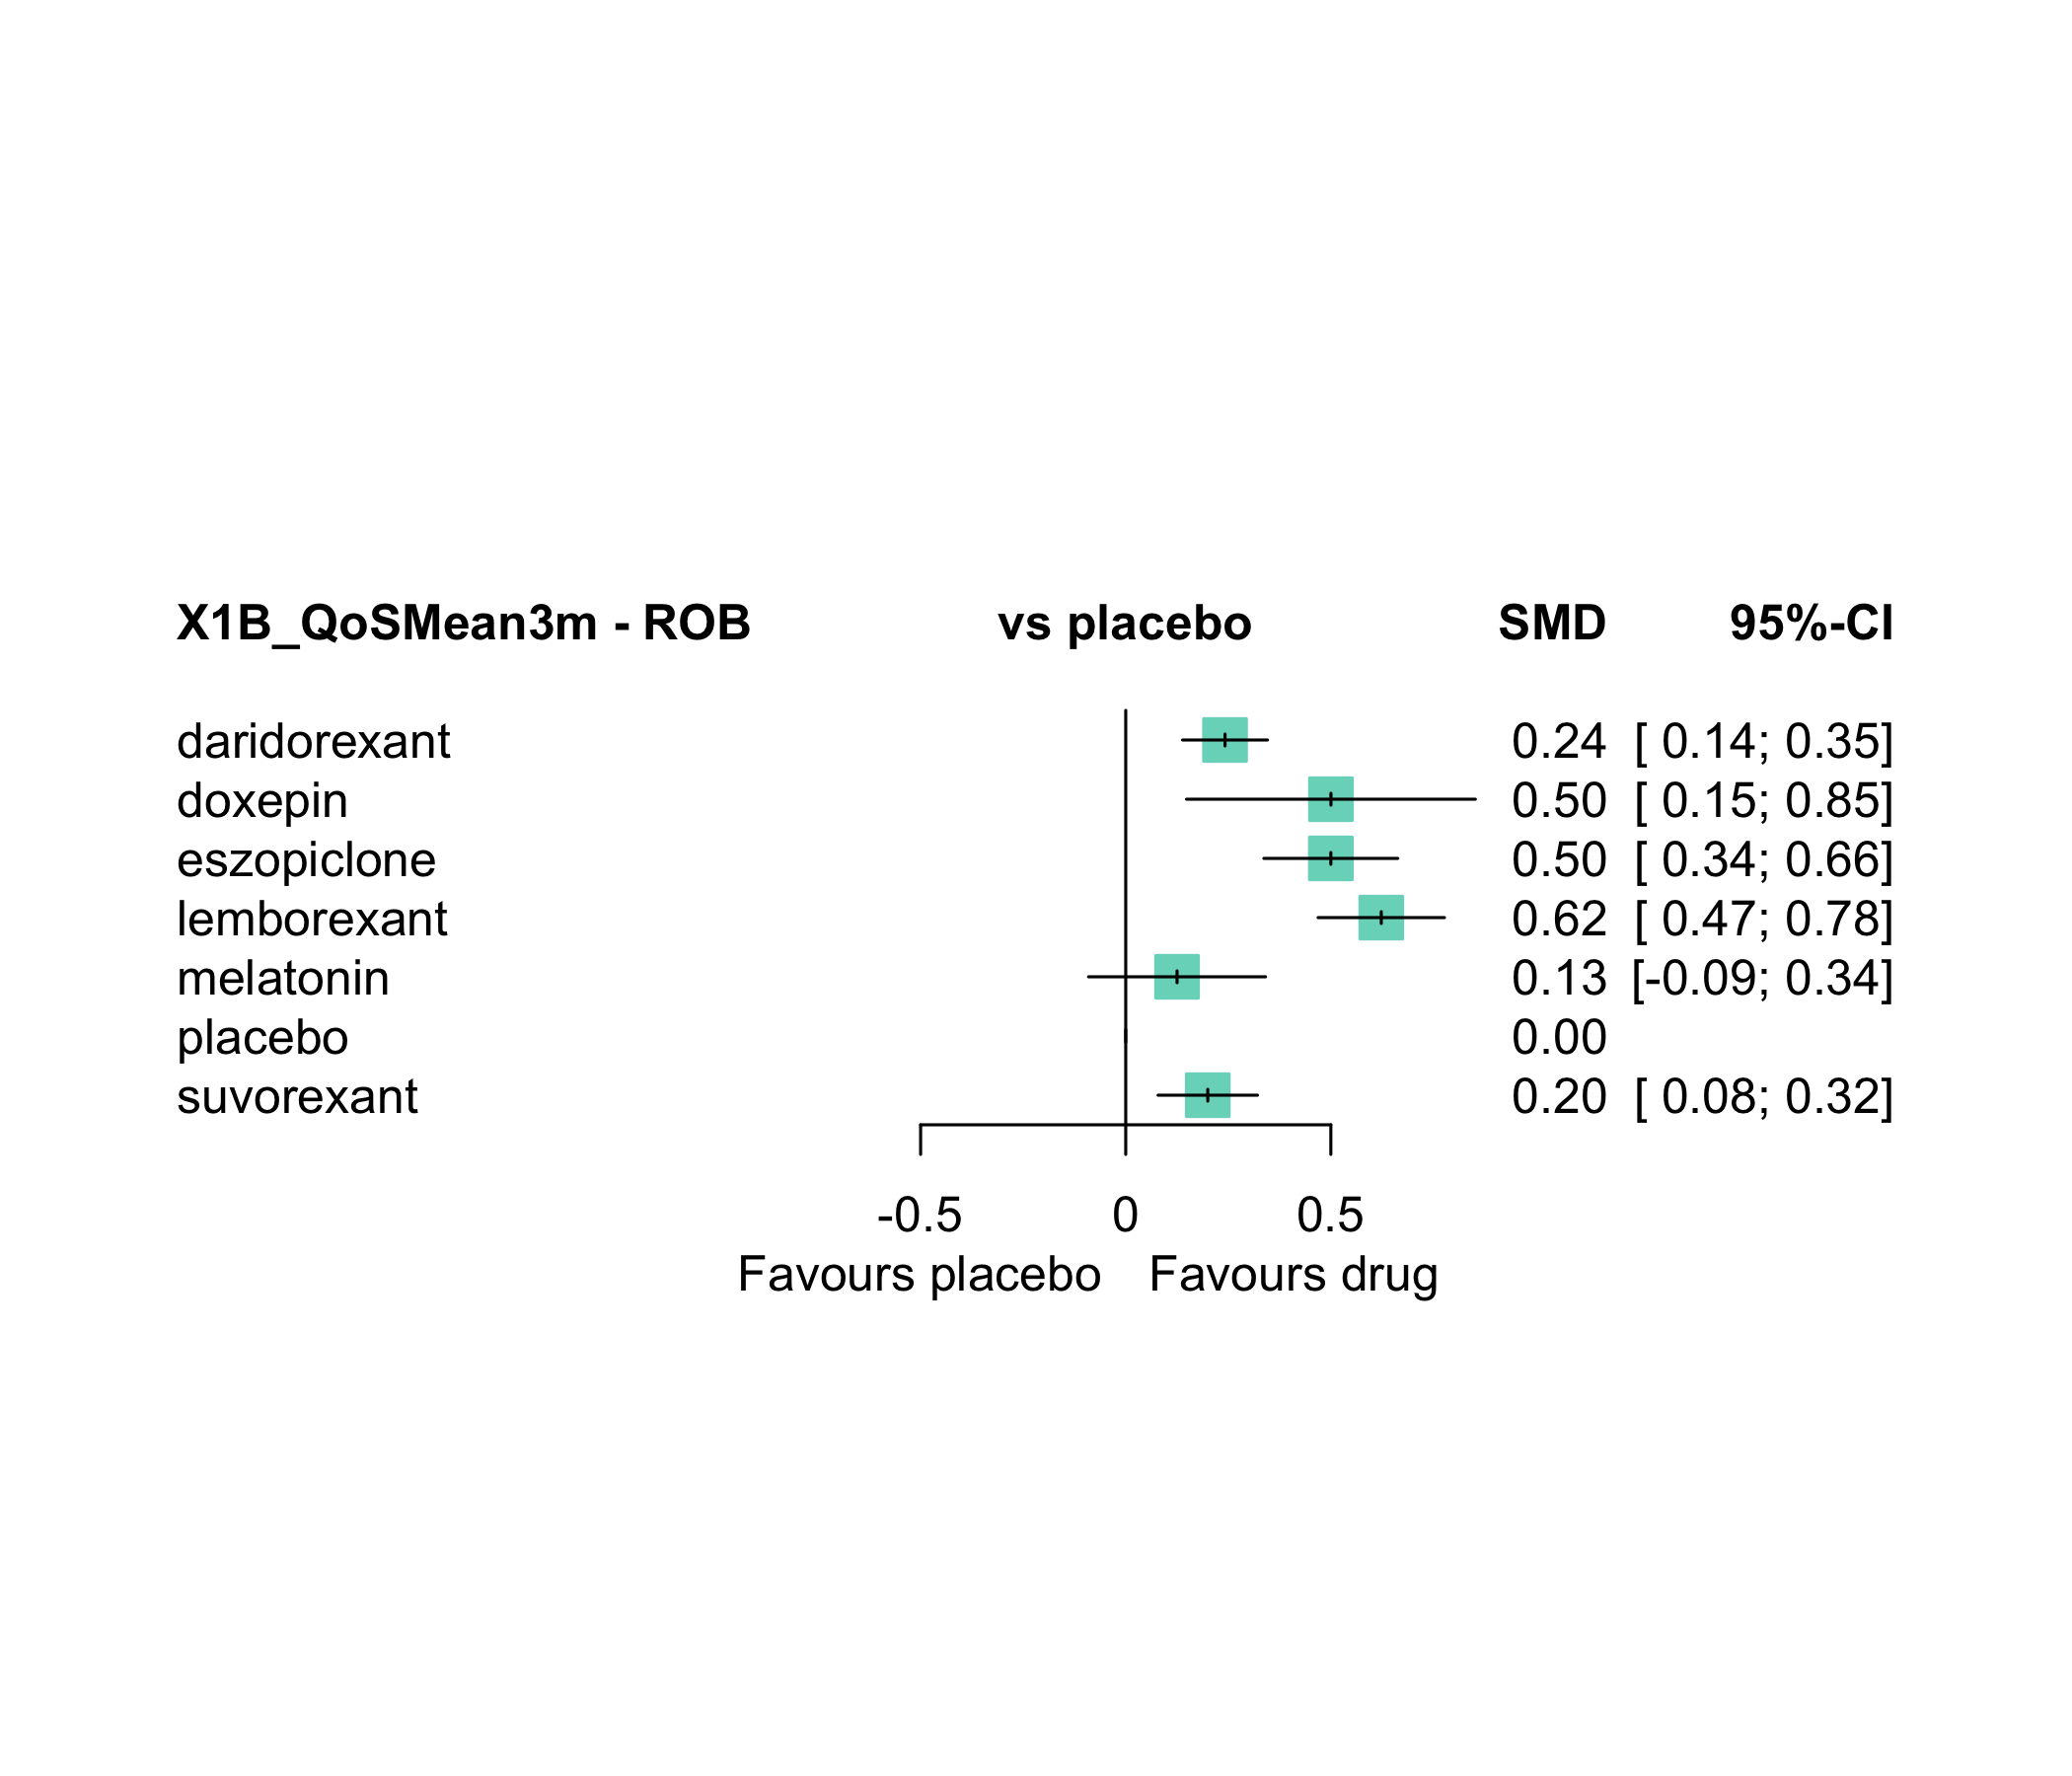 X1B_QoSMean3m - ROB vs placebo SMD 95%-CI
daridorexant 0.24 [ 0.14; 0.35]
doxepin 0.50 [ 0.15; 0.85]
eszopiclone 0.50 [ 0.34; 0.66]
lemborexant 0.62 [ 0.47; 0.78]
melatonin 0.13 [-0.09; 0.34]
placebo 0.00
suvorexant 0.20 [ 0.08; 0.32]
-0.5 0 0.5
Favours placebo Favours drug